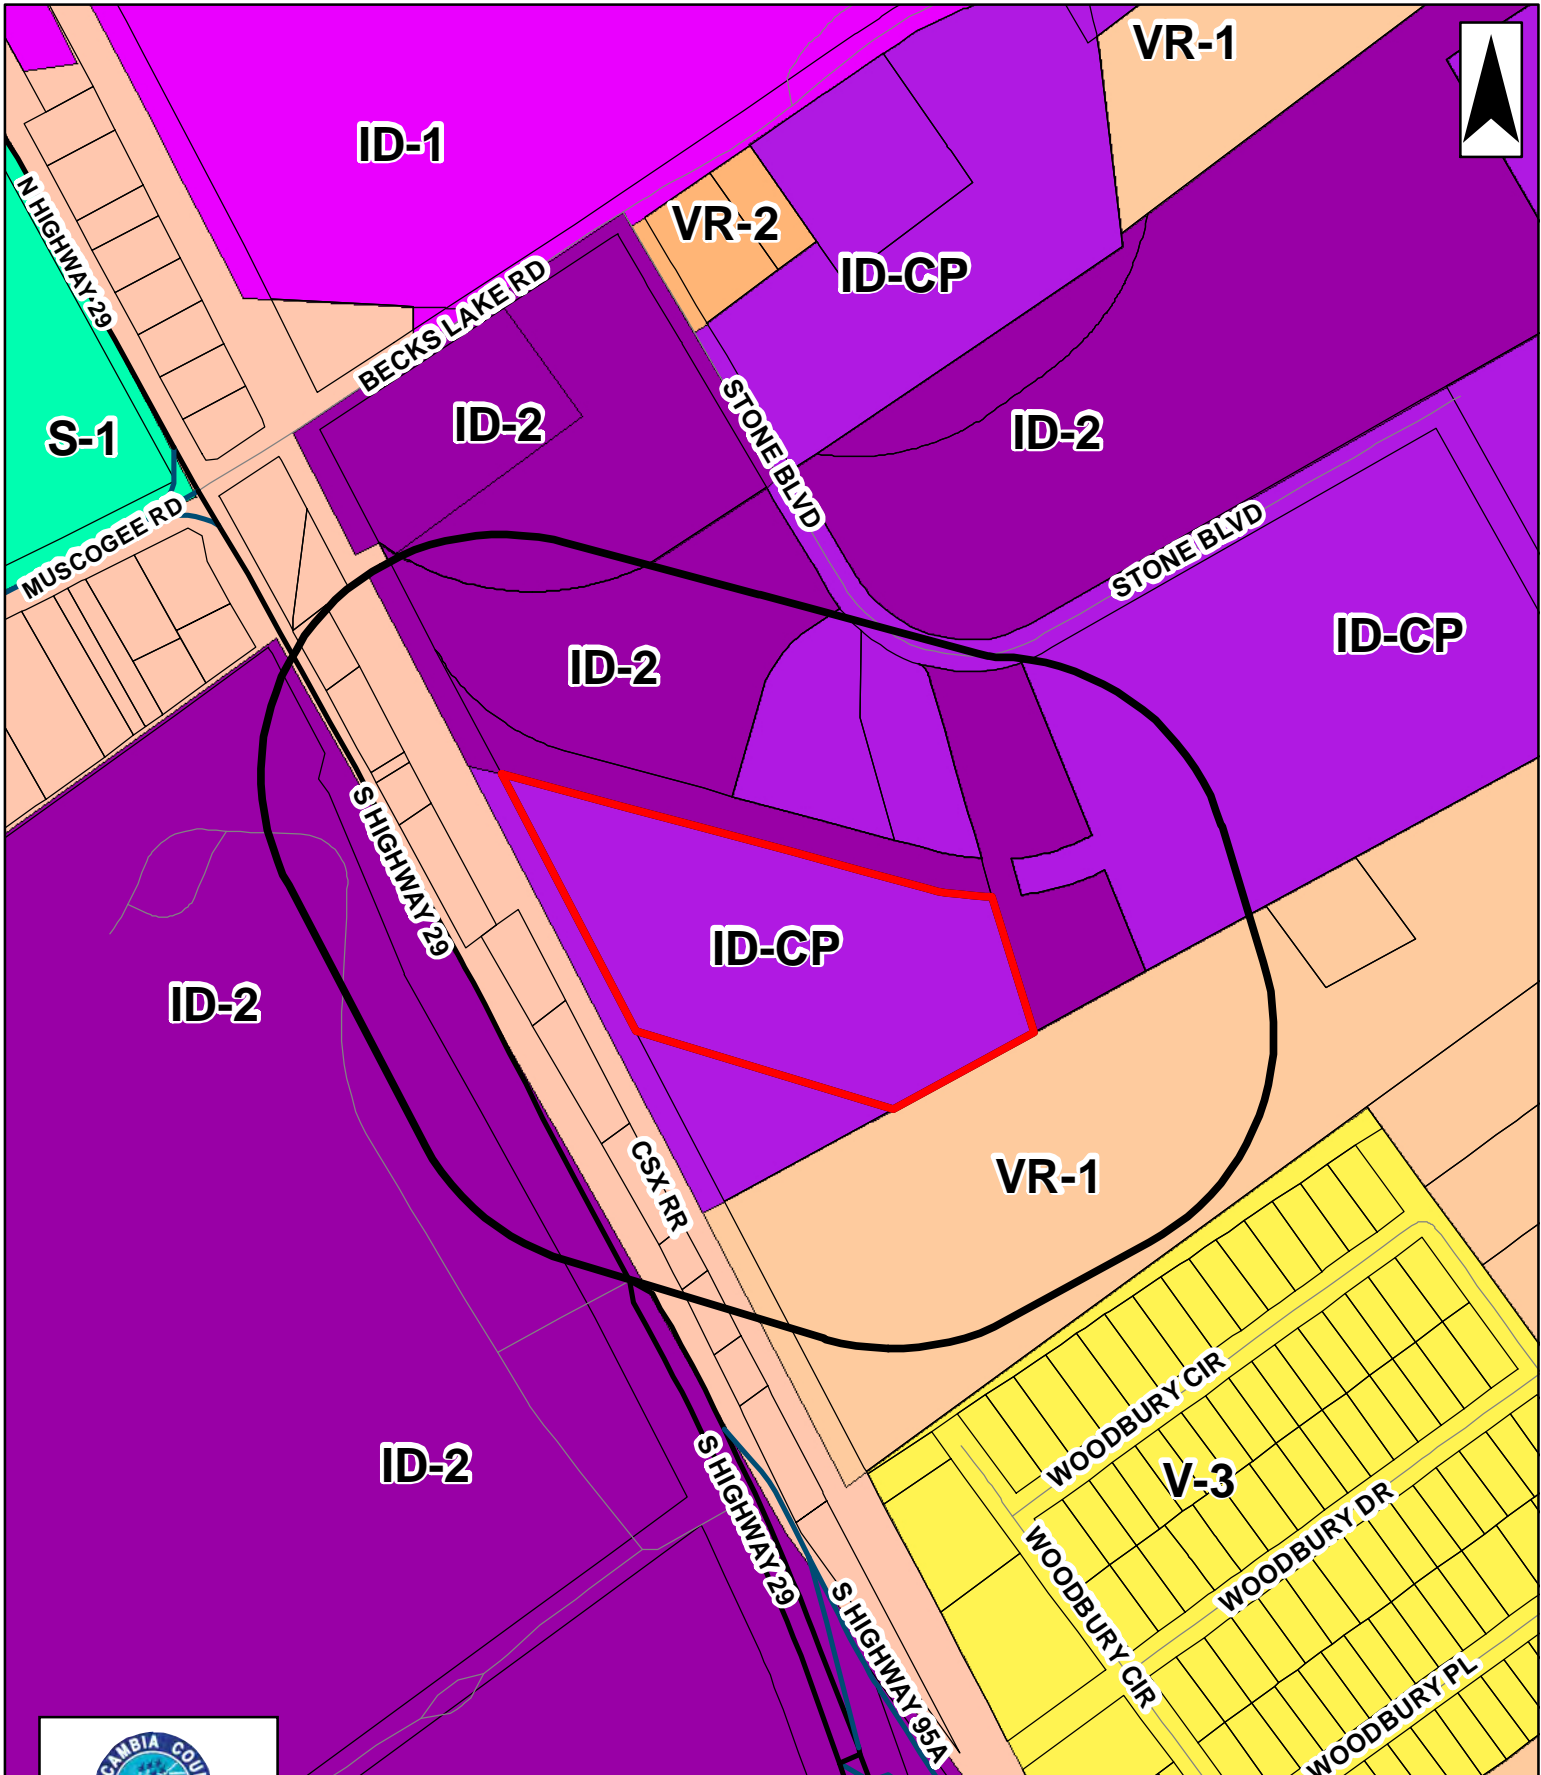 VR-1
ID-1
N HIGHWAY 29
VR-2
ID-CP
BECKS LAKE RD
STONE BLVD
S-1
ID-2
ID-2
MUSCOGEE RD
STONE BLVD
ID-CP
ID-2
S HIGHWAY 29
ID-CP
ID-2
CSX RR
VR-1
WOODBURY CIR
ID-2
V-3
S HIGHWAY 29
WOODBURY DR
WOODBURY CIR
S HIGHWAY 95A
WOODBURY PL